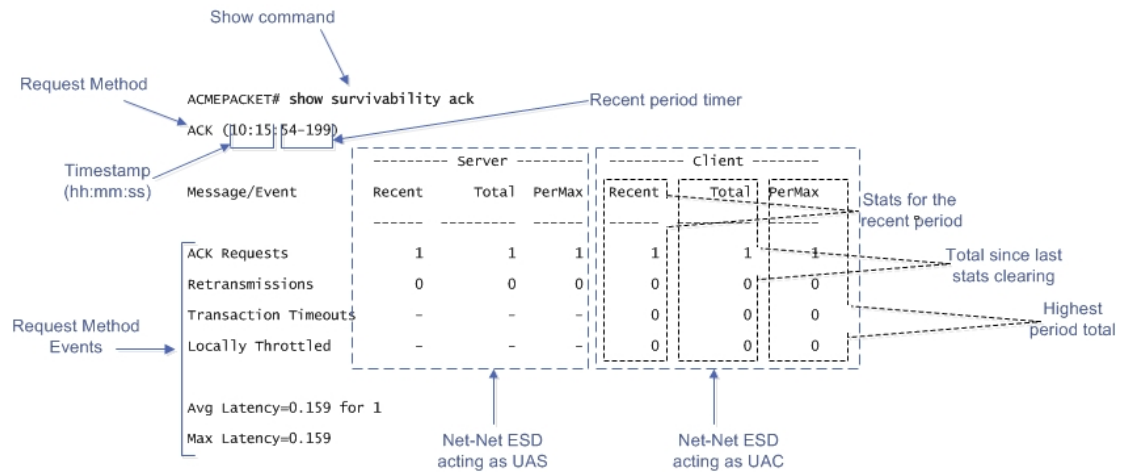 Show command
Request Method
ACMEPACKET# show survivability ack
Recent period timer
ACK (10:15:54-199)
Timestamp
(hh:mm:ss)
-------- Server -------- -------- Client --------
Message/Event Recent Total PerMax Recent Total PerMax
Stats for the
recent period
------ --------- ------ ------ --------- ------
ACK Requests 1 1 1 1 1 1
Total since last
stats clearing
Retransmissions 0 0 0 0 0 0
Highest
period total
Transaction Timeouts - - - 0 0 0
Request Method
Events
Locally Throttled - - - 0 0 0
Avg Latency=0.159 for 1
Max Latency=0.159
Net-Net ESD
acting as UAS
Net-Net ESD
acting as UAC